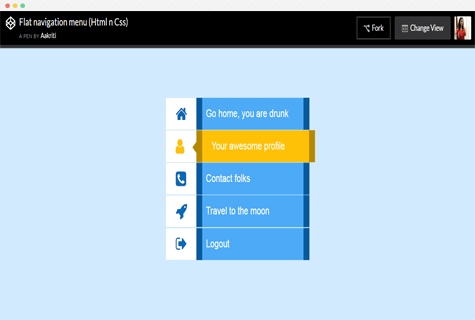 Flat navigation menu (Html n Css)
A PEN BY Aakriti
Fork
Change View
Go home, you are drunk
Your awesome profile
Contact folks
Travel to the moon
Logout